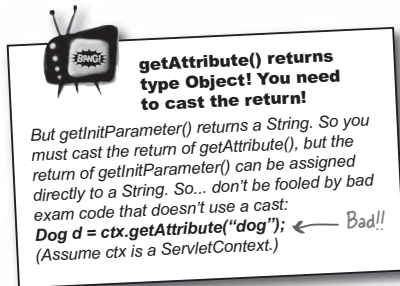 BANG!
getAttribute() returns
type Object! You need
to cast the return!
But getInitParameter() returns a String. So you
must cast the return of getAttribute(), but the
return of getInitParameter() can be assigned
directly to a String. So... don't be fooled by bad
exam code that doesn't use a cast:
Dog d = ctx.getAttribute(“dog”); Bad!!
(Assume ctx is a ServletContext.)